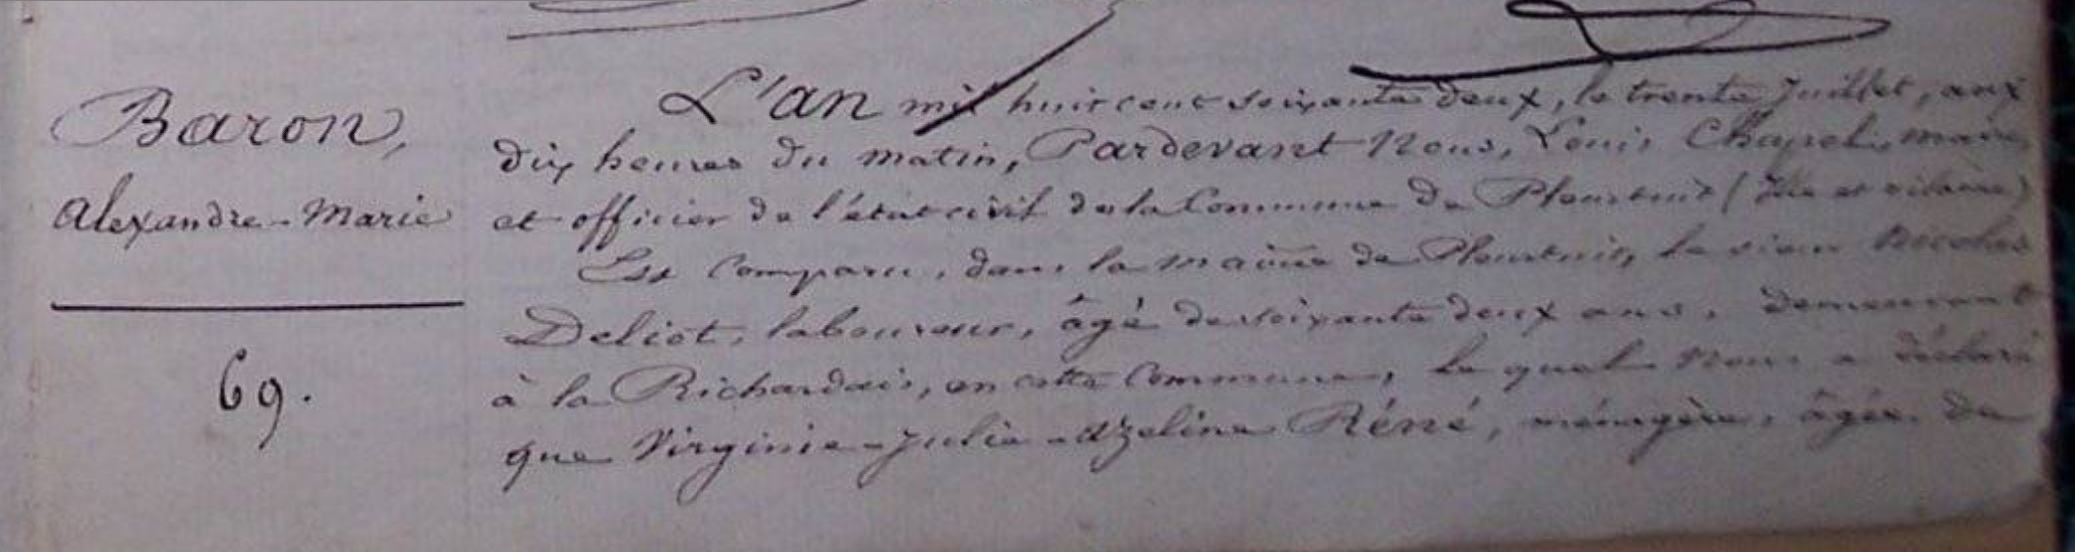 Baron,
Alexandre-Marie
69.
L'an mil huit cent soixante deux, le trente Juillet, aux
dix heures du matin, Pardevant Nous, Louis Chapel, maire
et officier de l'état civil de la Commune de Pleurtuit (Ille et vilaine)
Est Comparu, dans la mairie de Pleurtuit, le sieur Nicolas
Deliot, laboureur, âgé de soixante deux ans, demeurant
à la Richardais, en cette Commune, le quel Nous a déclaré
que Virginie-Julie-Azeline Réné, ménagère, âgée de